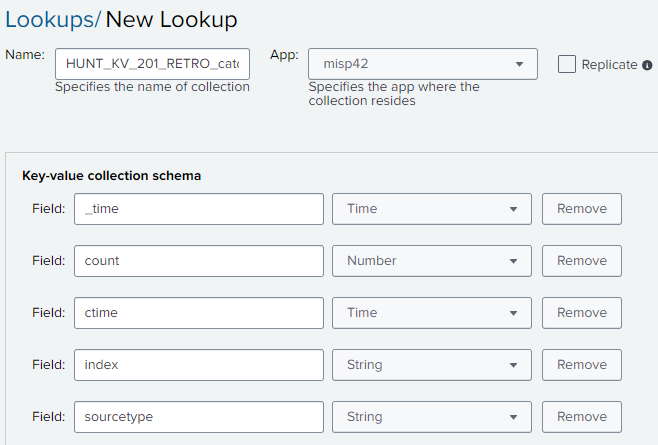 Lookups/ New Lookup
Name: HUNT_KV_201_RETRO_cat App: misp42 Replicate
Specifies the name of collection Specifies the app where the
collection resides
Key-value collection schema
Field: _time Time Remove
Field: count Number Remove
Field: ctime Time Remove
Field: index String Remove
Field: sourcetype String Remove